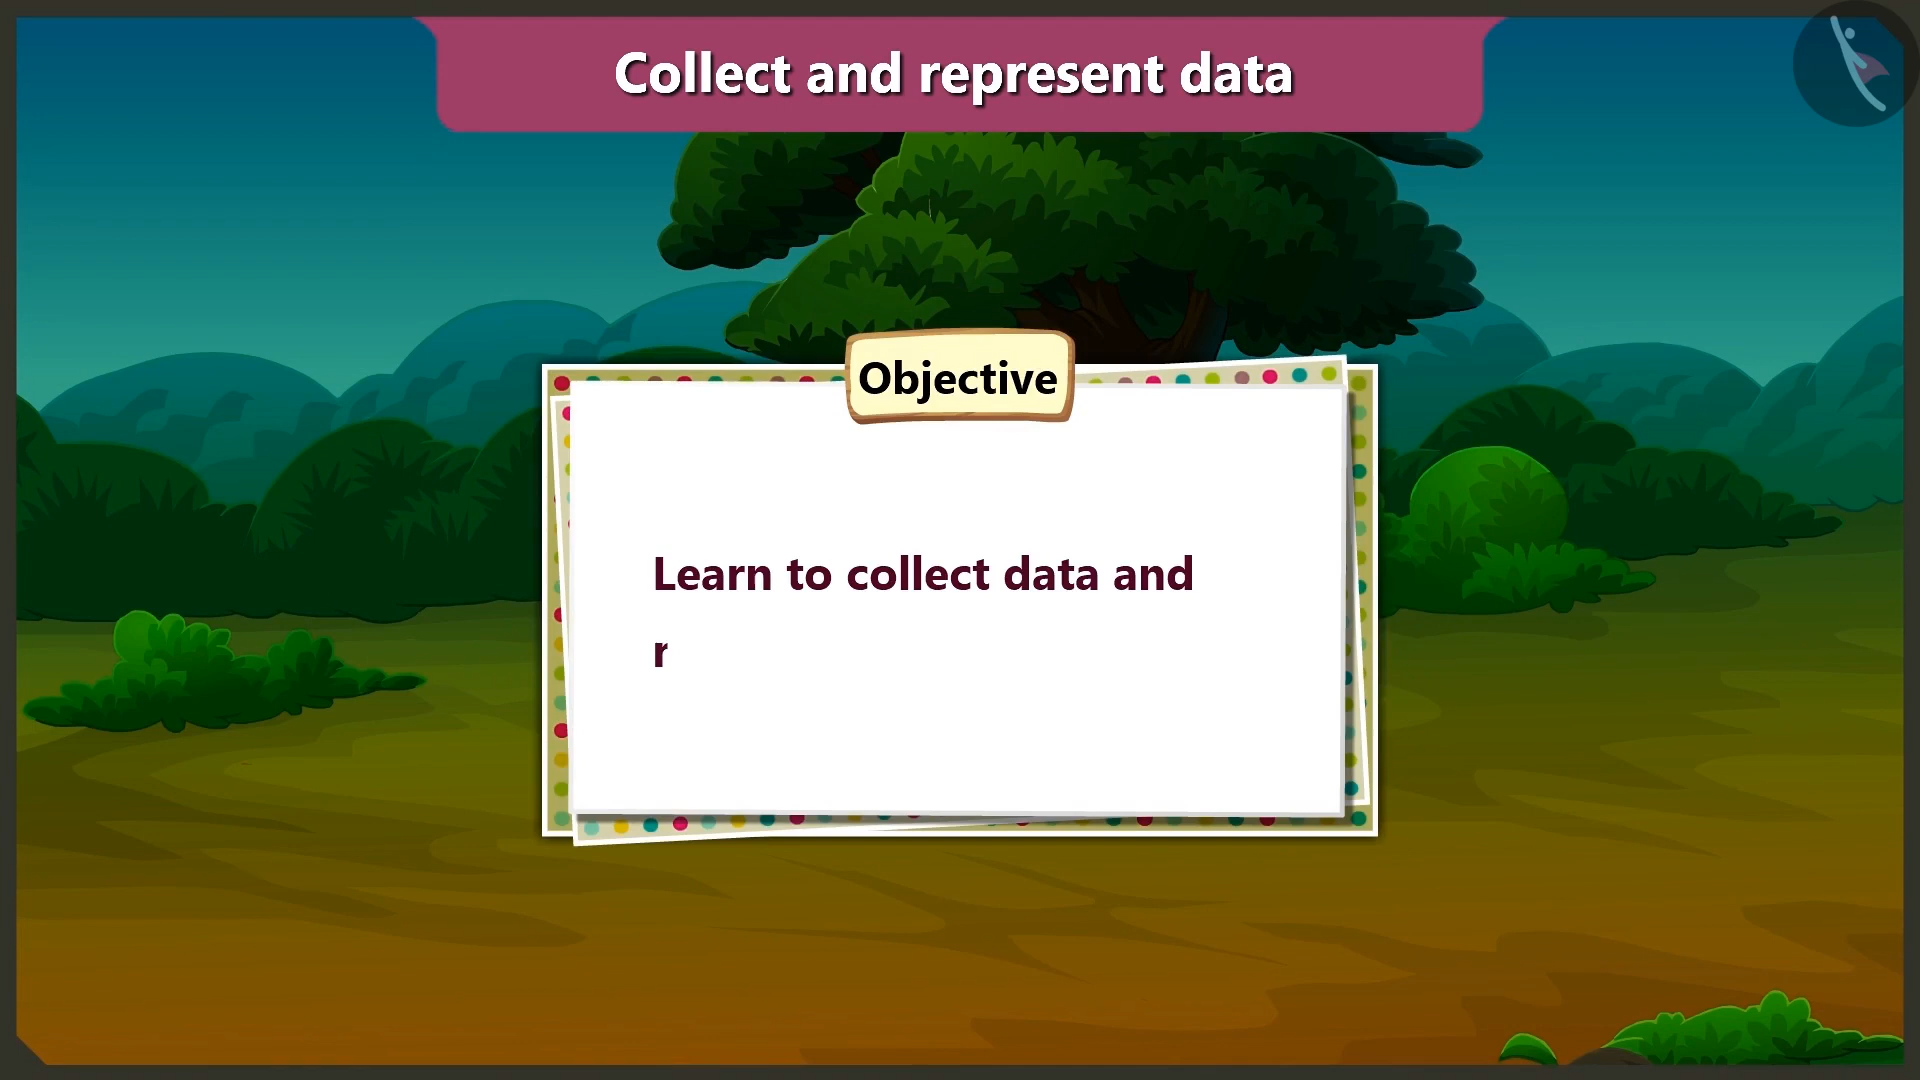 Collect and represent data
Objective
Learn to collect data and
r